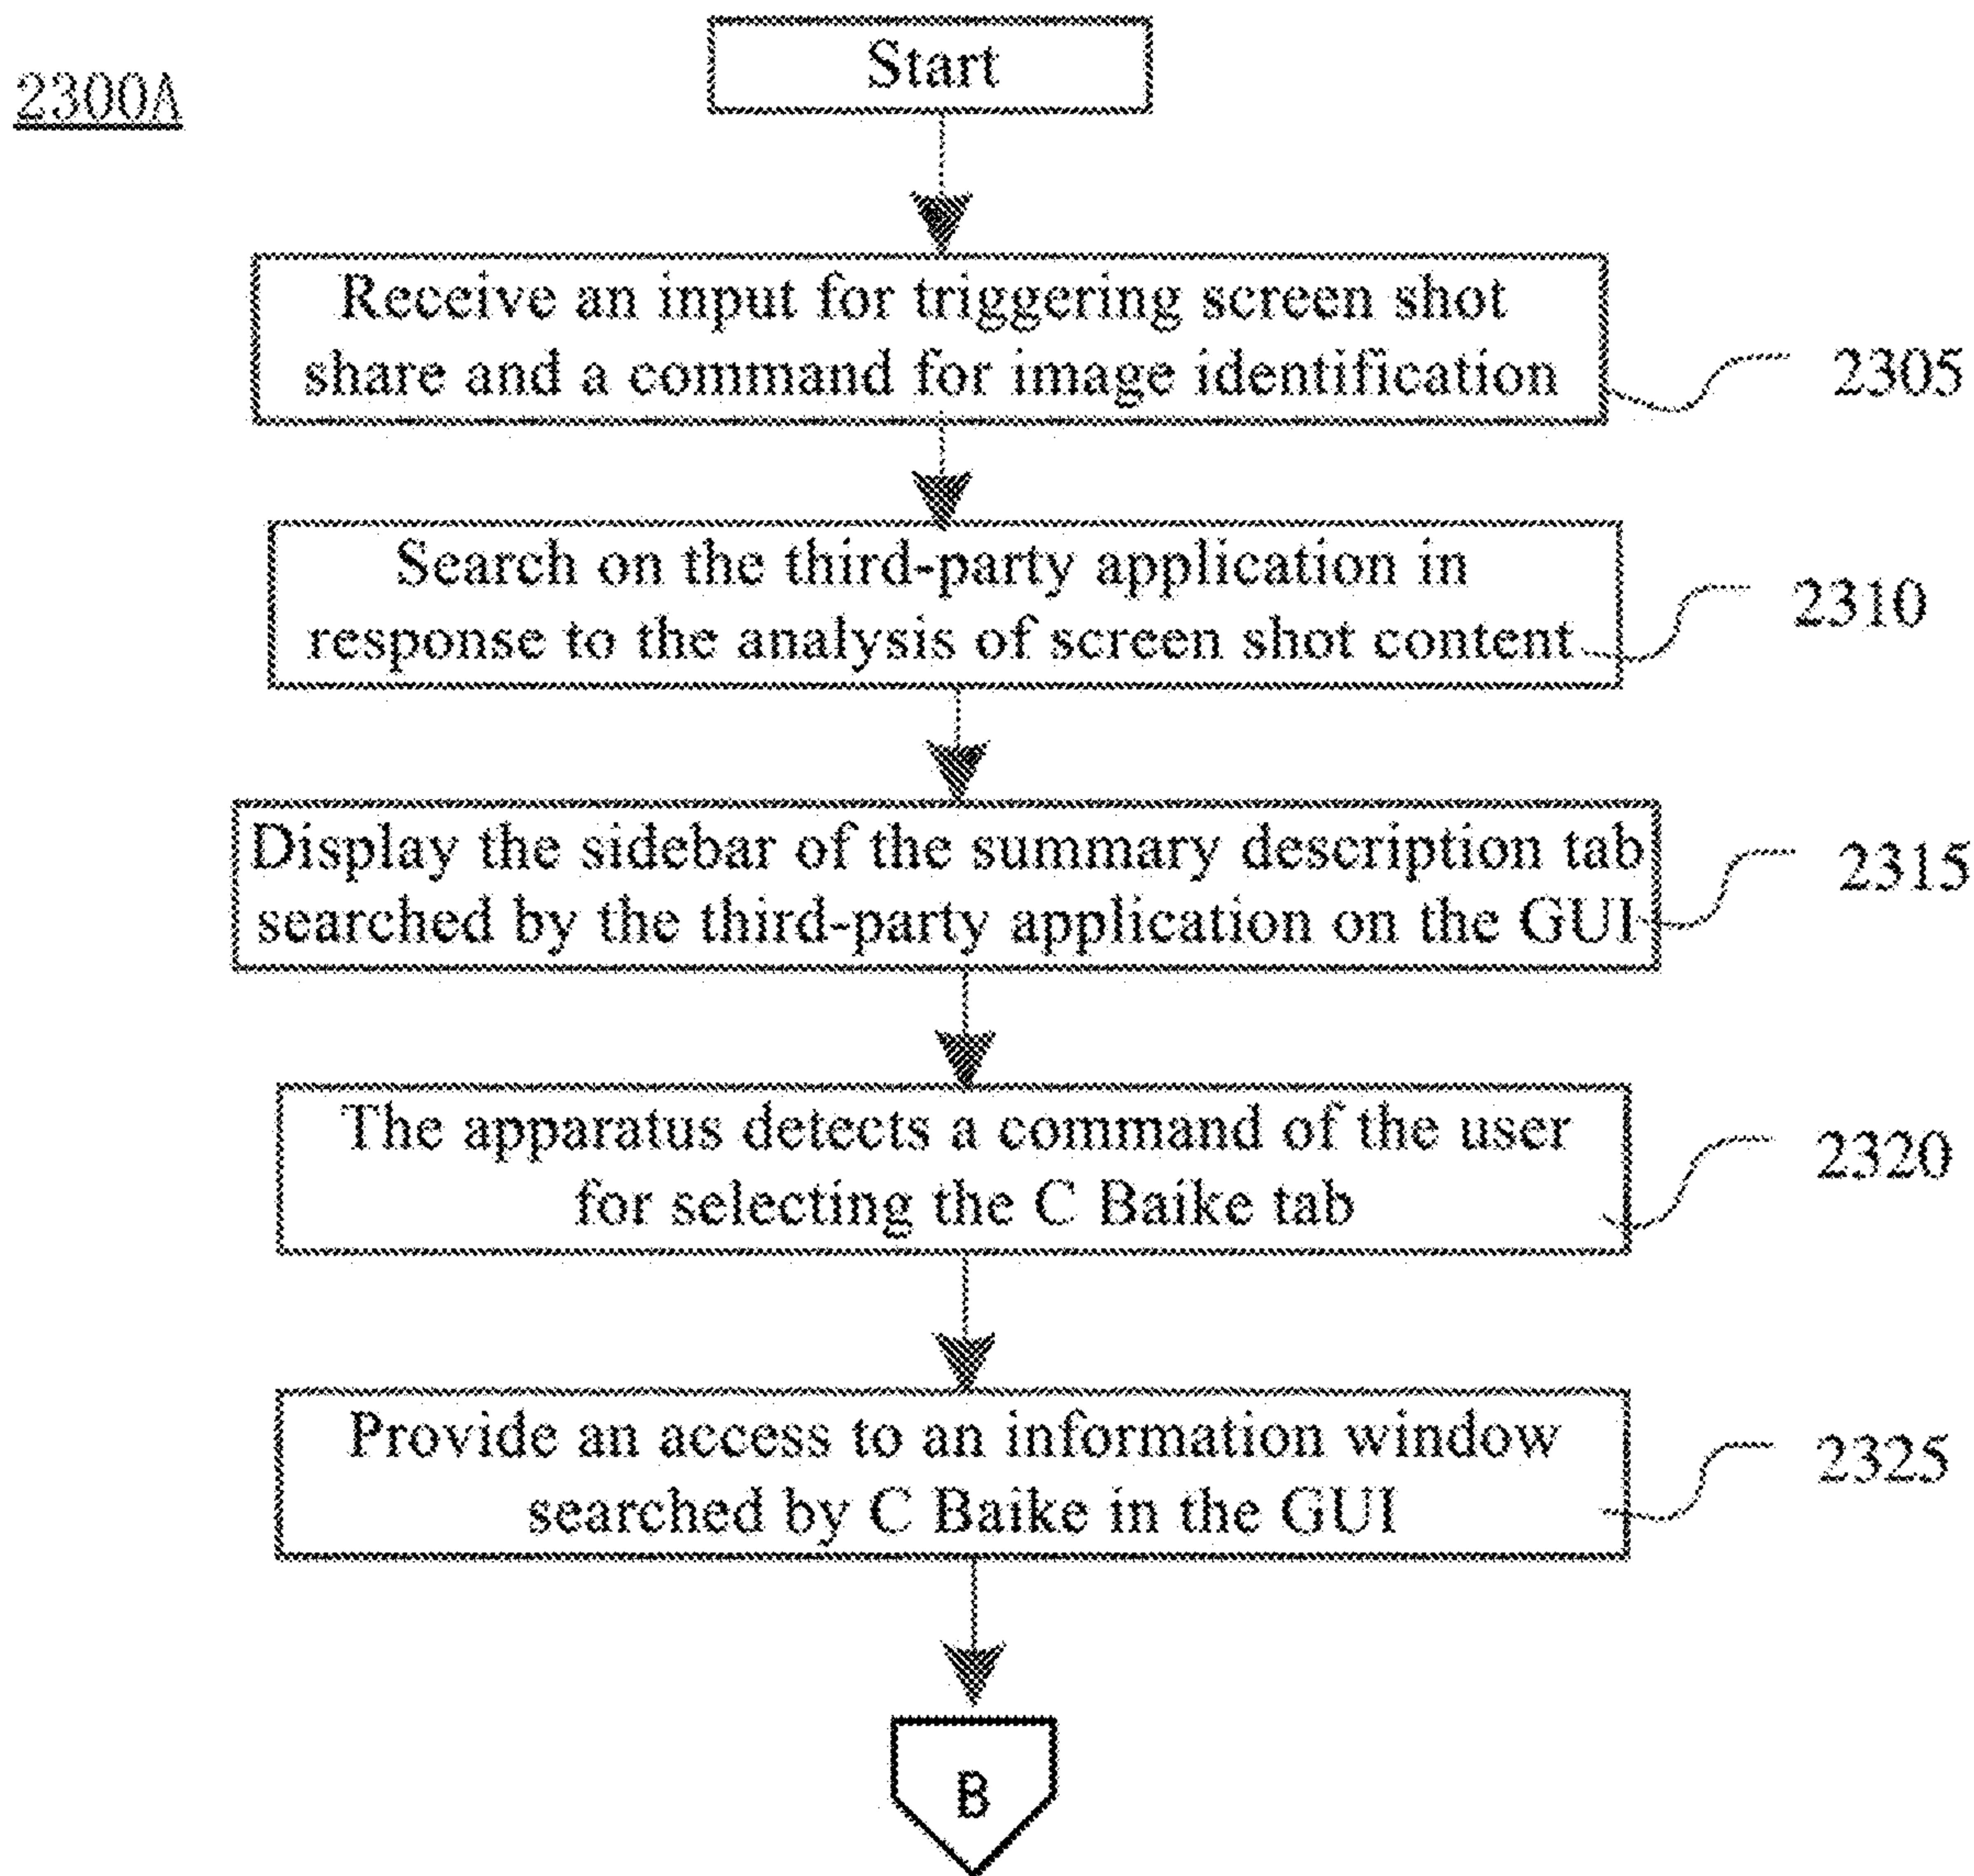 2300A
Start
Receive an input for triggering screen shot
share and a command for image identification
2305
Search on the third-party application in
response to the analysis of screen shot content
2310
Display the sidebar of the summary description tab
searched by the third-party application on the GUI
2315
The apparatus detects a command of the user
for selecting the C Baike tab
2320
Provide an access to an information window
searched by C Baike in the GUI
2325
B